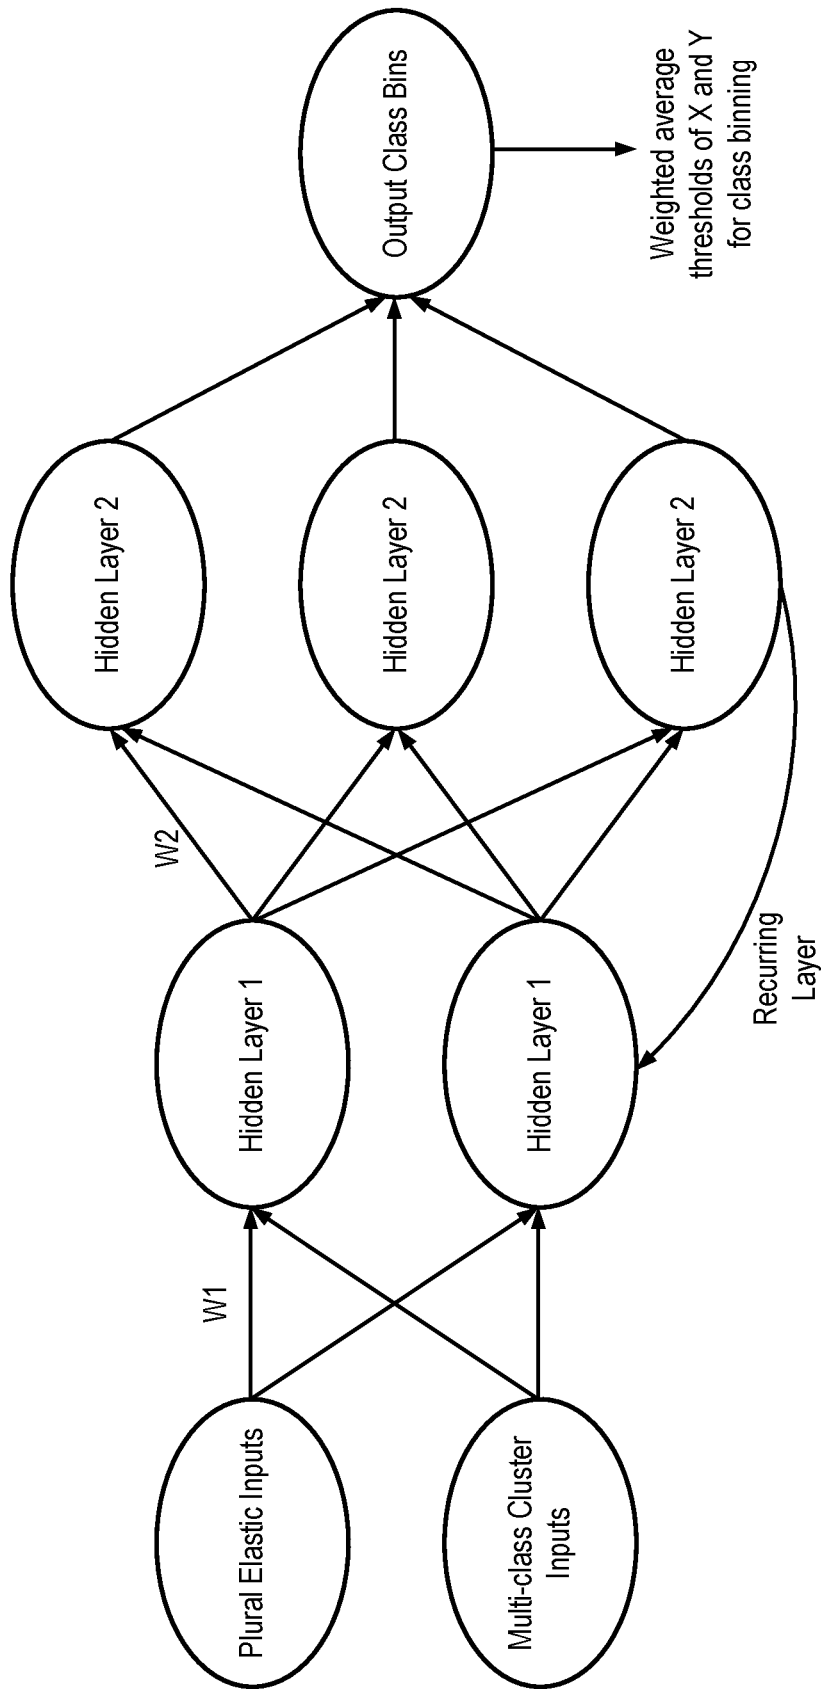 Plural Elastic Inputs
Multi-class Cluster
Inputs
W1
Hidden Layer 1
Hidden Layer 1
W2
Recurring
Layer
Hidden Layer 2
Hidden Layer 2
Hidden Layer 2
Output Class Bins
Weighted average
thresholds of X and Y
for class binning